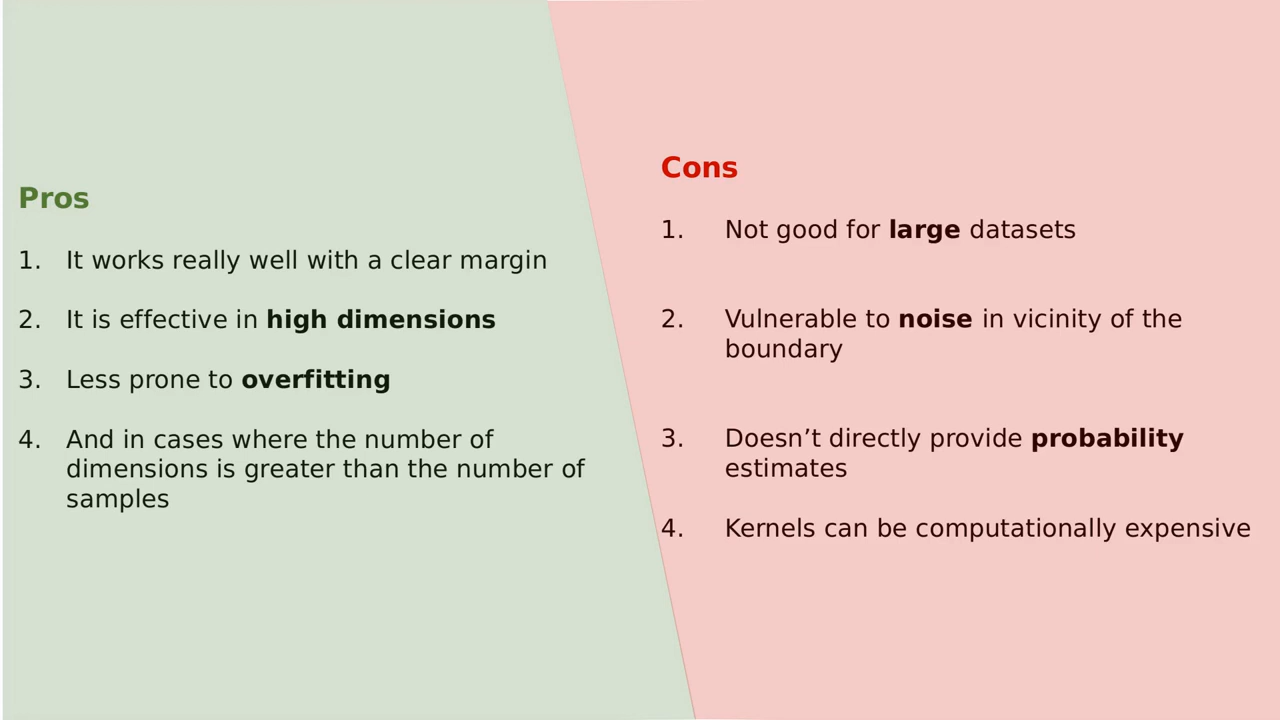 Pros
1. It works really well with a clear margin
2. It is effective in high dimensions
3. Less prone to overfitting
4. And in cases where the number of
dimensions is greater than the number of
samples
Cons
1. Not good for large datasets
2. Vulnerable to noise in vicinity of the
boundary
3. Doesn’t directly provide probability
estimates
4. Kernels can be computationally expensive